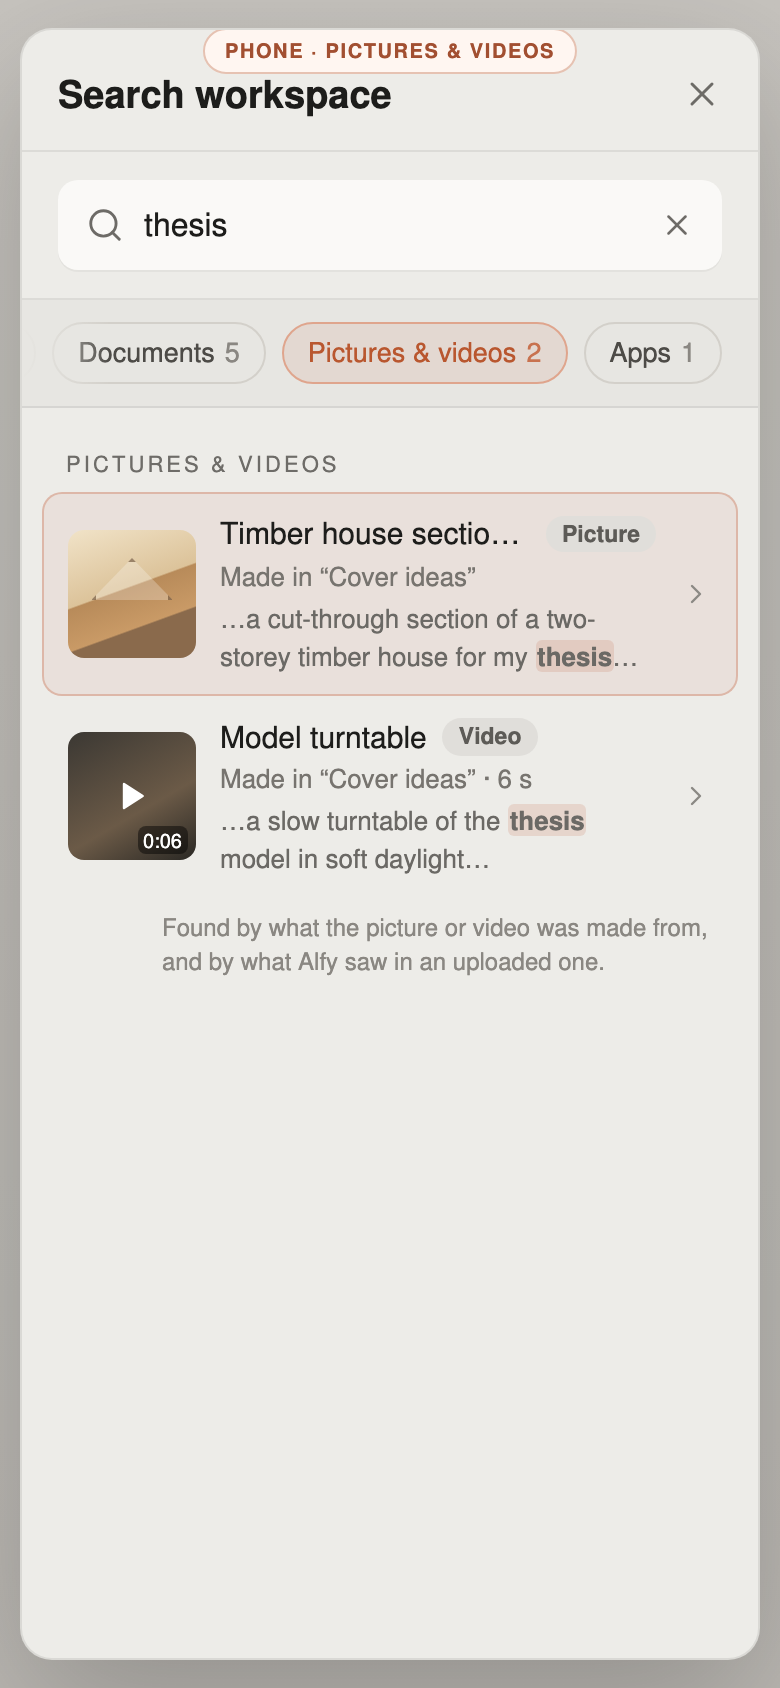 PHONE · PICTURES & VIDEOS
Search workspace
thesis
Documents 5
Pictures & videos 2
Apps 1
PICTURES & VIDEOS
Timber house sectio…
Picture
Made in “Cover ideas”
…a cut-through section of a two-
storey timber house for my thesis…
Model turntable
Video
Made in “Cover ideas” · 6 s
…a slow turntable of the thesis
model in soft daylight…
0:06
Found by what the picture or video was made from,
and by what Alfy saw in an uploaded one.